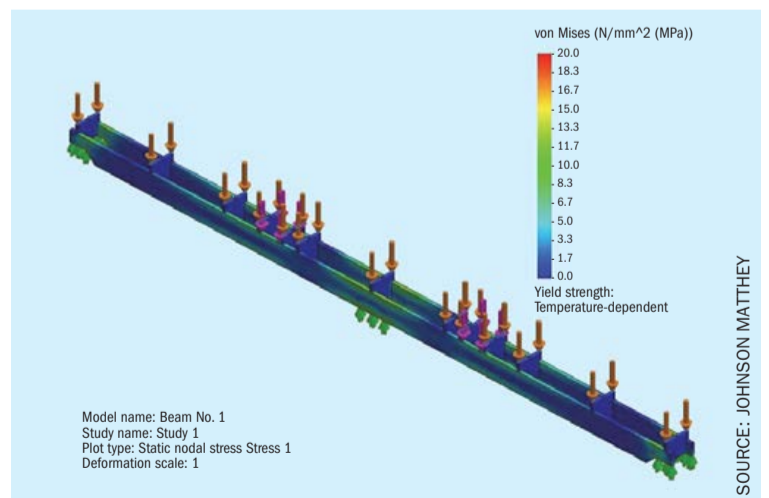 von Mises (N/mm^2 (MPa))
20.0
18.3
16.7
15.0
13.3
11.7
10.0
8.3
6.7
5.0
3.3
1.7
0.0
Yield strength:
Temperature-dependent
Model name: Beam No. 1
Study name: Study 1
Plot type: Static nodal stress Stress 1
Deformation scale: 1
SOURCE: JOHNSON MATTHEY